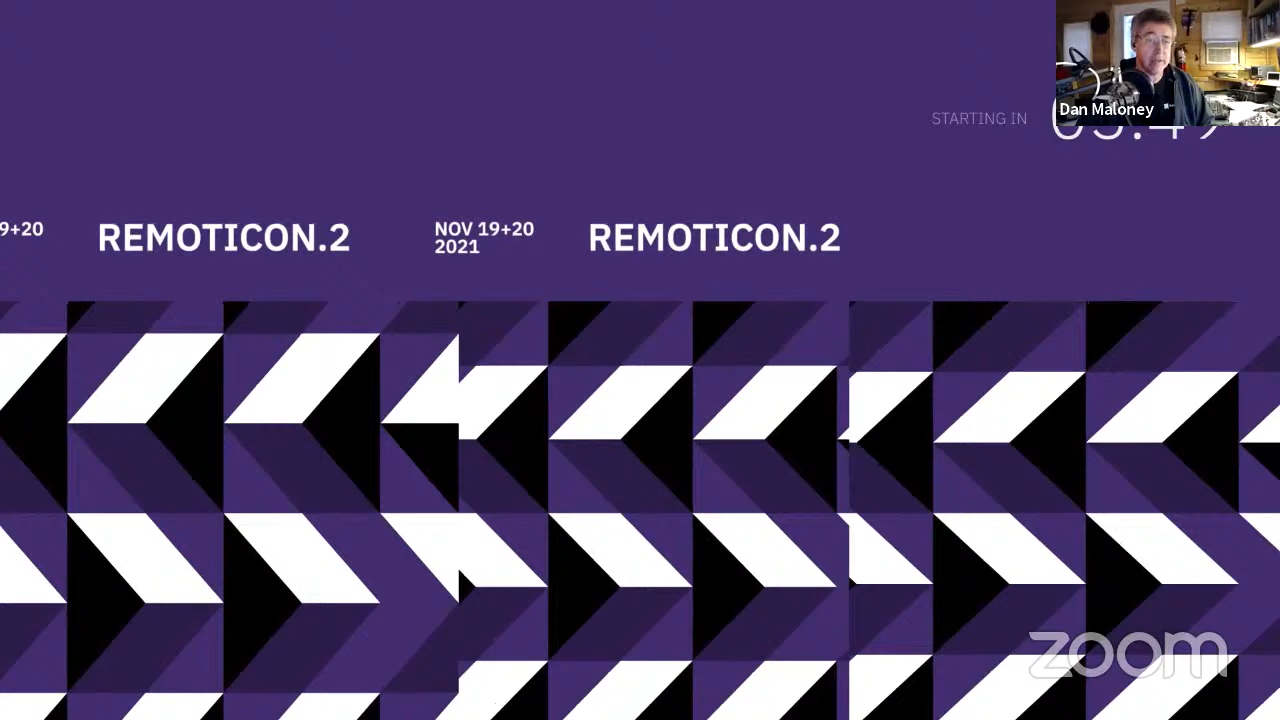 Dan Maloney
STARTING IN
9+20
REMOTICON.2
NOV 19+20
2021
REMOTICON.2
zoom